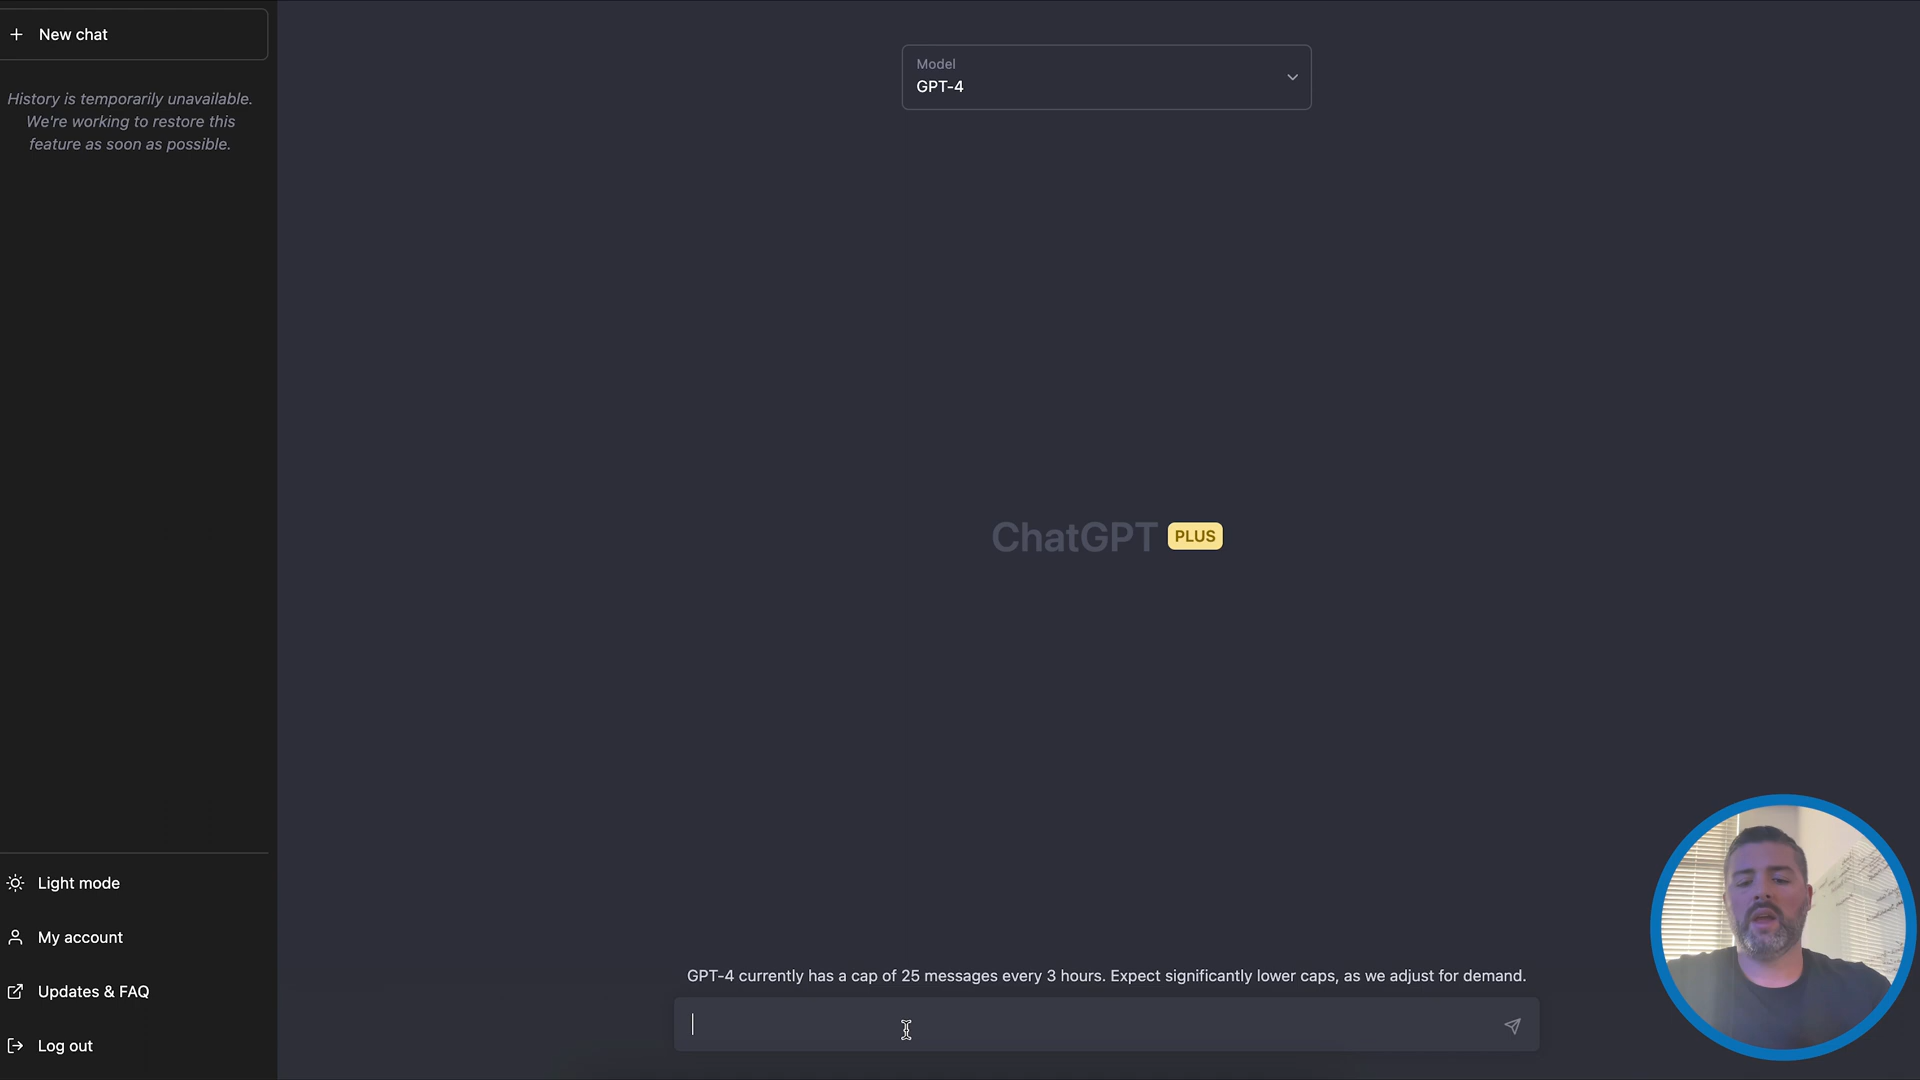 New chat
History is temporarily unavailable.
We're working to restore this
feature as soon as possible.
Model
GPT-4
ChatGPT PLUS
GPT-4 currently has a cap of 25 messages every 3 hours. Expect significantly lower caps, as we adjust for demand.
Light mode
My account
Updates & FAQ
Log out